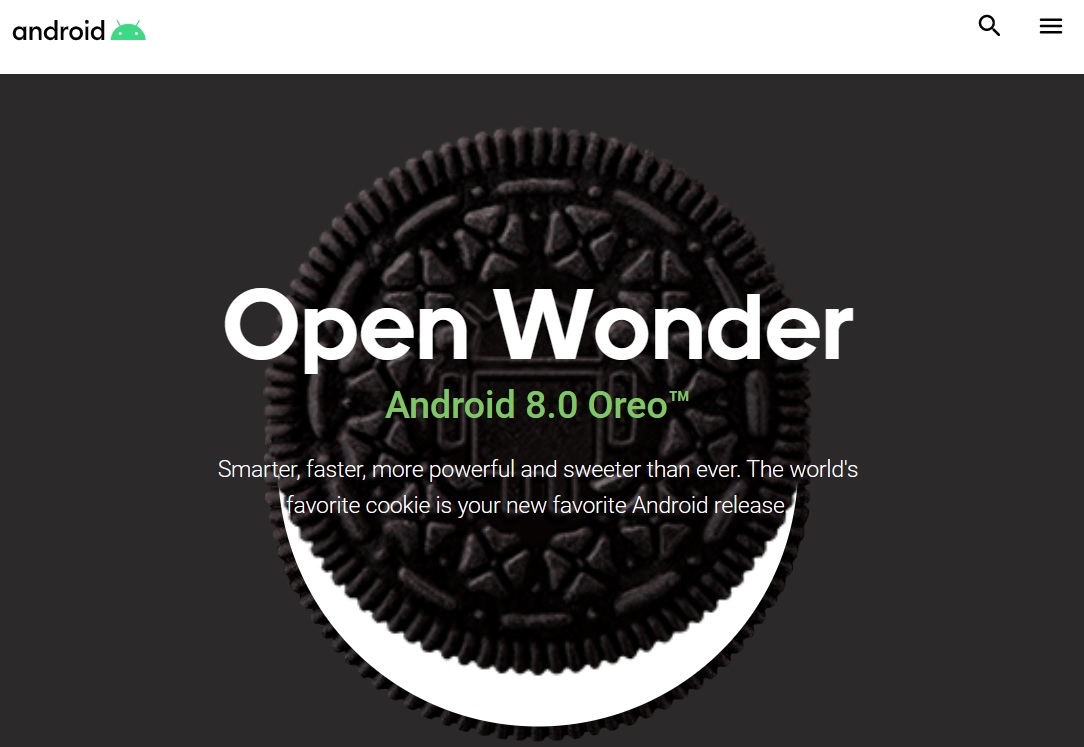 android
Open Wonder
Android 8.0 Oreo™
Smarter, faster, more powerful and sweeter than ever. The world's
favorite cookie is your new favorite Android release.